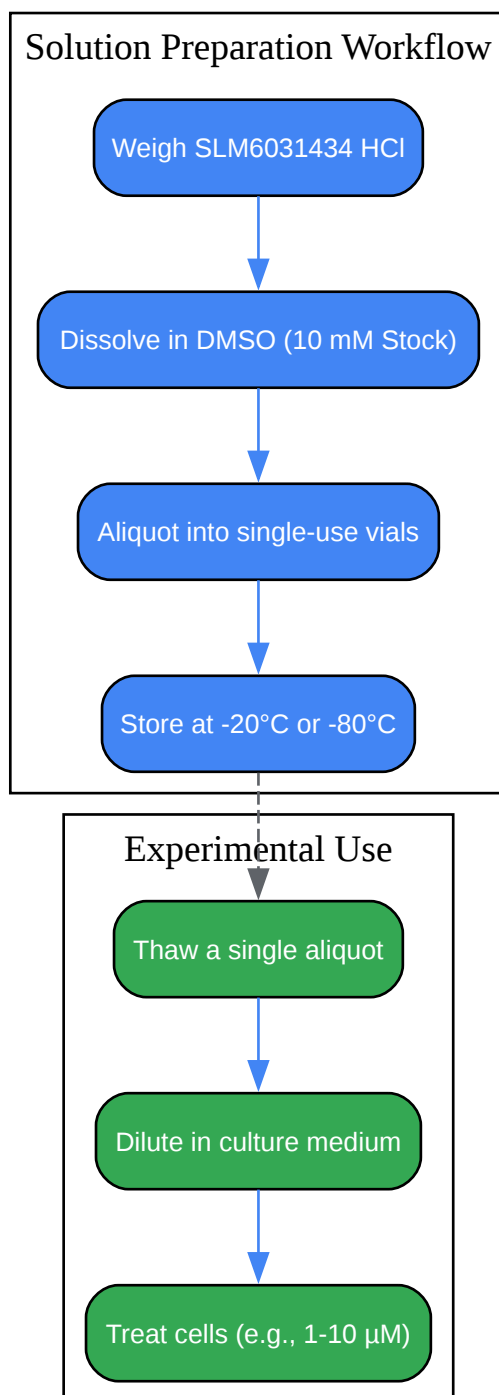 Solution Preparation Workflow
Weigh SLM6031434 HCl
Dissolve in DMSO (10 mM Stock)
Aliquot into single-use vials
Store at -20°C or -80°C
Experimental Use
Thaw a single aliquot
Dilute in culture medium
Treat cells (e.g., 1-10 µM)